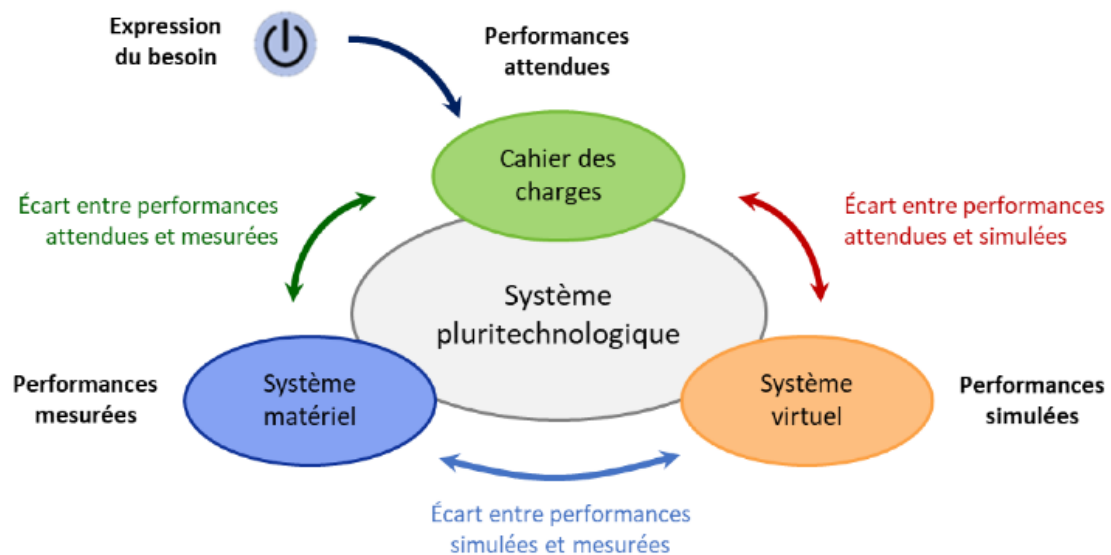 Expression
du besoin
Performances
attendues
Cahier des
charges
Écart entre performances
attendues et mesurées
Écart entre performances
attendues et simulées
Système
pluritechnologique
Performances
mesurées
Système
matériel
Système
virtuel
Performances
simulées
Écart entre performances
simulées et mesurées